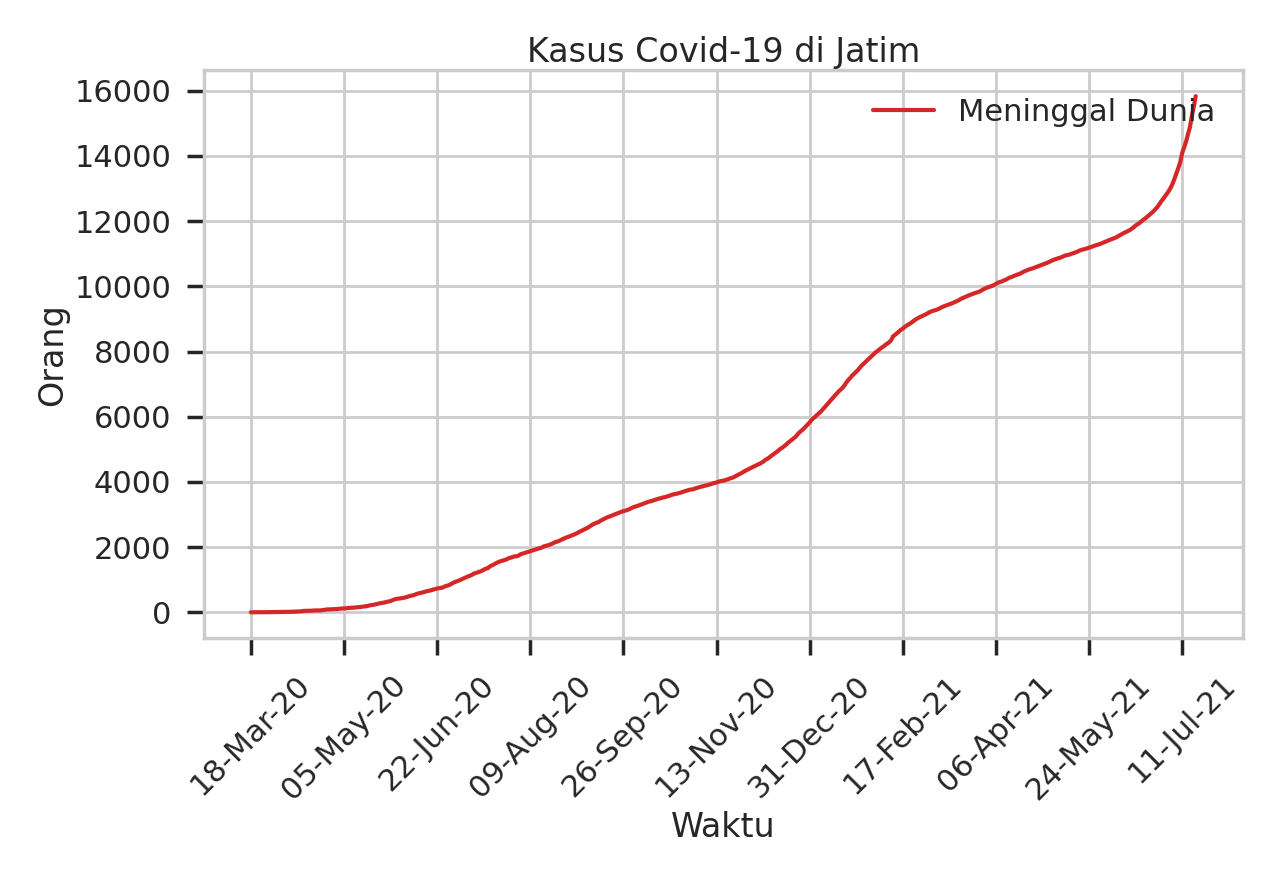 Kasus Covid-19 di Jatim
Meninggal Dunia
16000
14000
12000
10000
8000
6000
4000
2000
0
Orang
18-Mar-20
05-May-20
22-Jun-20
09-Aug-20
26-Sep-20
13-Nov-20
31-Dec-20
17-Feb-21
06-Apr-21
24-May-21
11-Jul-21
Waktu